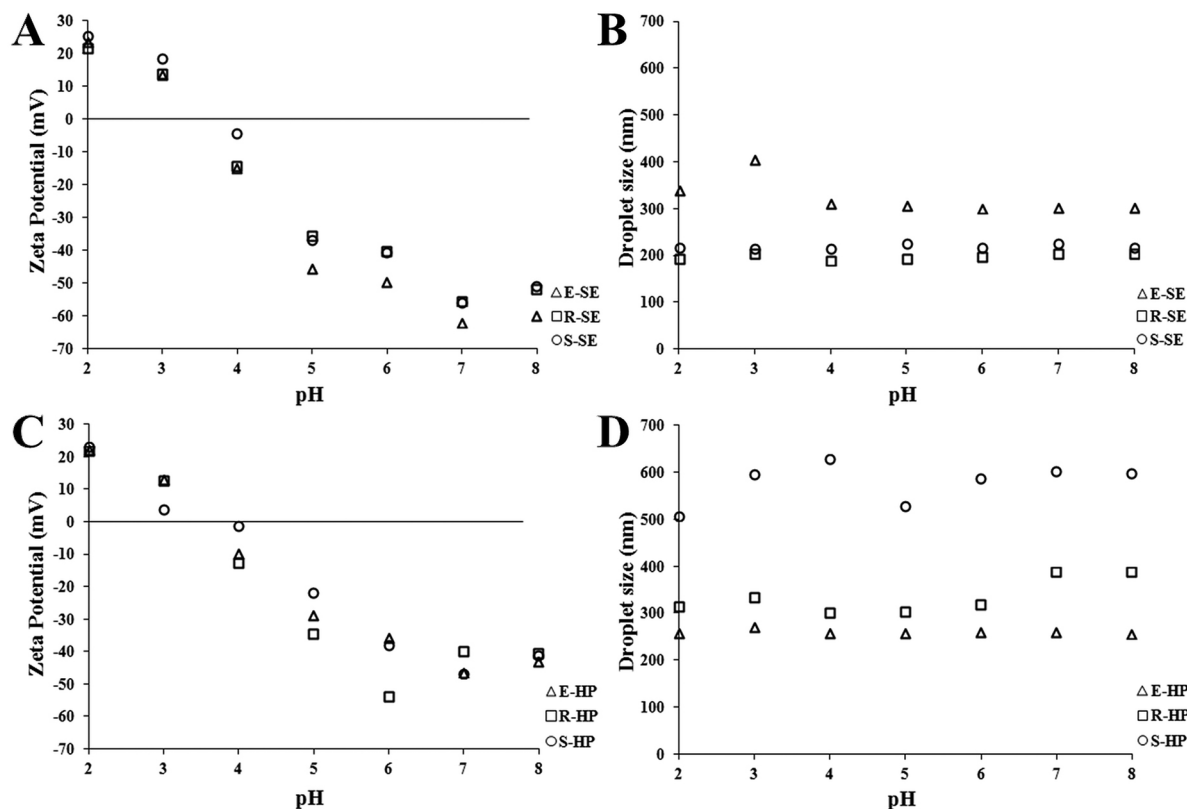 A
Zeta Potential (mV)
30
20
10
0
-10
-20
-30
-40
-50
-60
-70
2 3 4 5 6 7 8
pH
E-SE
R-SE
S-SE
B
Droplet size (nm)
700
600
500
400
300
200
100
0
2 3 4 5 6 7 8
pH
E-SE
R-SE
S-SE
C
Zeta Potential (mV)
30
20
10
0
-10
-20
-30
-40
-50
-60
-70
2 3 4 5 6 7 8
pH
E-HP
R-HP
S-HP
D
Droplet size (nm)
700
600
500
400
300
200
100
0
2 3 4 5 6 7 8
pH
E-HP
R-HP
S-HP